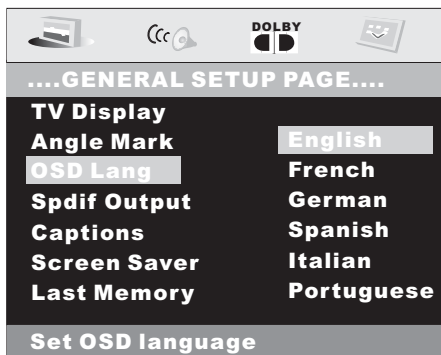 DOLBY
....GENERAL SETUP PAGE....
TV Display
Angle Mark English
OSD Lang French
Spdif Output German
Captions Spanish
Screen Saver Italian
Last Memory Portuguese
Set OSD language